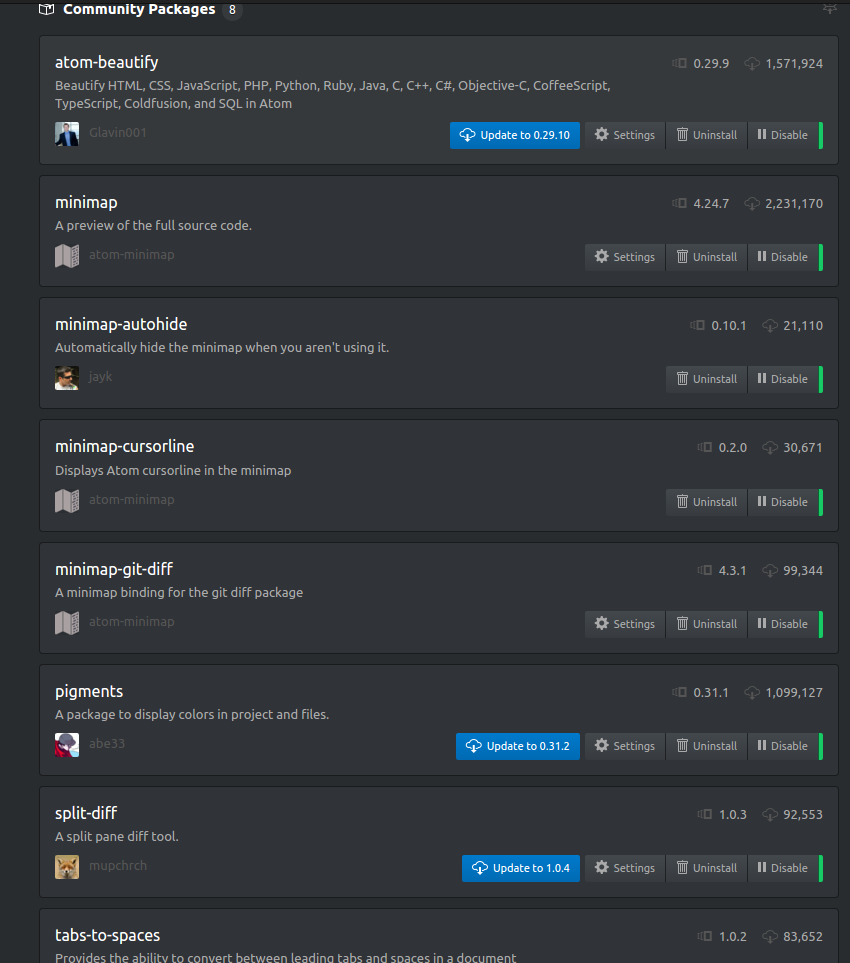 Community Packages 8
atom-beautify 0.29.9 1,571,924
Beautify HTML, CSS, JavaScript, PHP, Python, Ruby, Java, C, C++, C#, Objective-C, CoffeeScript,
TypeScript, Coldfusion, and SQL in Atom
Glavin001 Update to 0.29.10 Settings Uninstall Disable
minimap 4.24.7 2,231,170
A preview of the full source code.
atom-minimap Settings Uninstall Disable
minimap-autohide 0.10.1 21,110
Automatically hide the minimap when you aren't using it.
jayk Uninstall Disable
minimap-cursorline 0.2.0 30,671
Displays Atom cursorline in the minimap
atom-minimap Uninstall Disable
minimap-git-diff 4.3.1 99,344
A minimap binding for the git diff package
atom-minimap Settings Uninstall Disable
pigments 0.31.1 1,099,127
A package to display colors in project and files.
abe33 Update to 0.31.2 Settings Uninstall Disable
split-diff 1.0.3 92,553
A split pane diff tool.
mupchrch Update to 1.0.4 Settings Uninstall Disable
tabs-to-spaces 1.0.2 83,652
Provides the ability to convert between leading tabs and spaces in a document